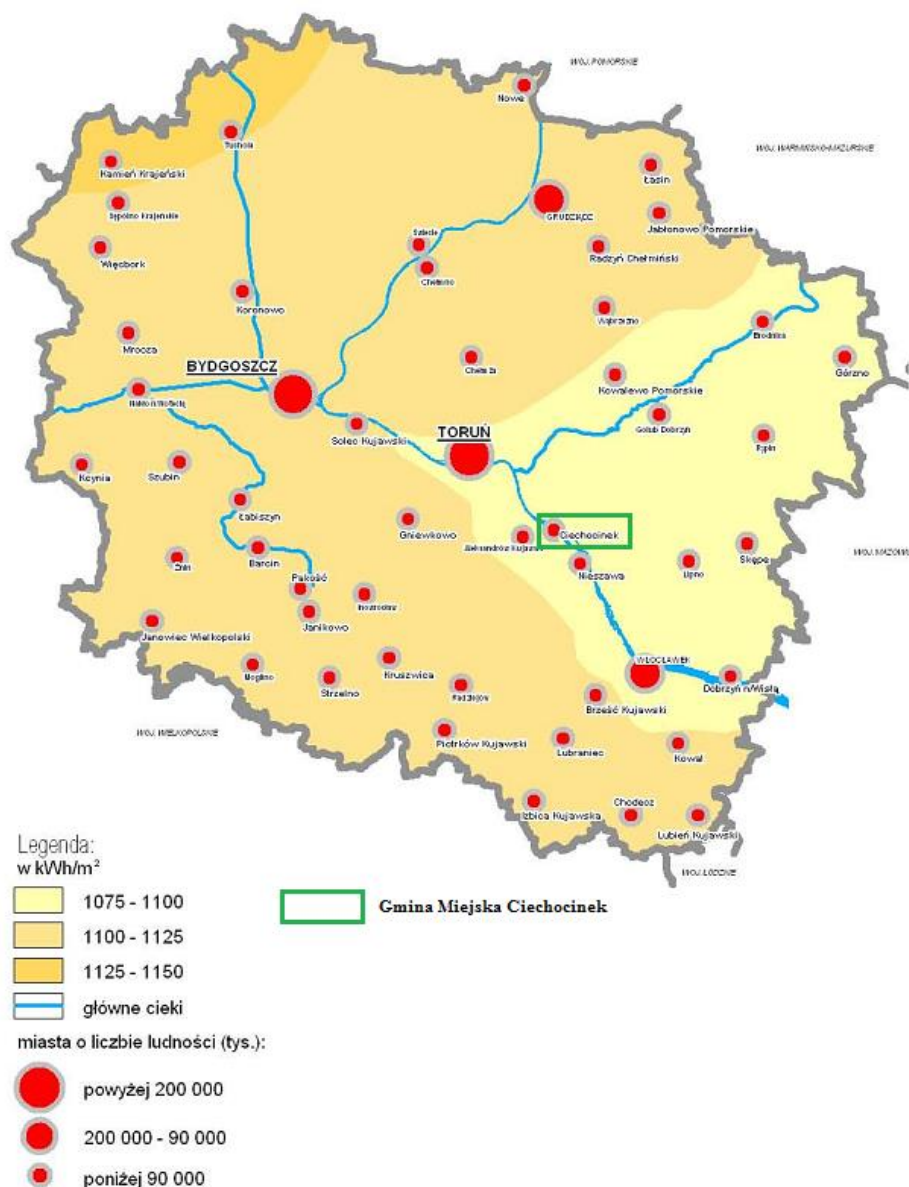 WOJ. POMORSKIE
Nowe
WOJ. WARMIŃSKO-MAZURSKIE
Tuchola
Kamień Krajeński
Łasin
Sępólno Krajeńskie
GRUDZIĄDZ
Jabłonowo Pomorskie
Świecie
Więcbork
Radzyń Chełmiński
Chełmno
Koronowo
Wąbrzeźno
Brodnica
Mrocza
Chełmża
Górzno
BYDGOSZCZ
Kowalewo Pomorskie
Nakło n/Notecią
Golub Dobrzyń
Solec Kujawski
TORUŃ
Rypin
Kcynia
Szubin
Łabiszyn
Gniewkowo
Ciechocinek
Aleksandrów Kujawski
Barcin
Skępe
WOJ. MAZOW
Żnin
Nieszawa
Lipno
Pakość
Inowrocław
Janikowo
Janowiec Wielkopolski
Kruszwica
WŁOCŁAWEK
Mogilno
Strzelno
Radziejów
Dobrzyń n/Wisłą
Brześć Kujawski
WOJ. WIELKOPOLSKIE
Piotrków Kujawski
Lubraniec
Kowal
Chodecz
Izbica Kujawska
Lubień Kujawski
WOJ. ŁÓDZKIE
Legenda:
w kWh/m²
1075 - 1100
Gmina Miejska Ciechocinek
1100 - 1125
1125 - 1150
główne cieki
miasta o liczbie ludności (tys.):
powyżej 200 000
200 000 - 90 000
poniżej 90 000